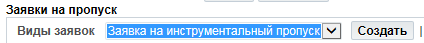 Заявки на пропуск
Виды заявок Заявка на инструментальный пропуск Создать